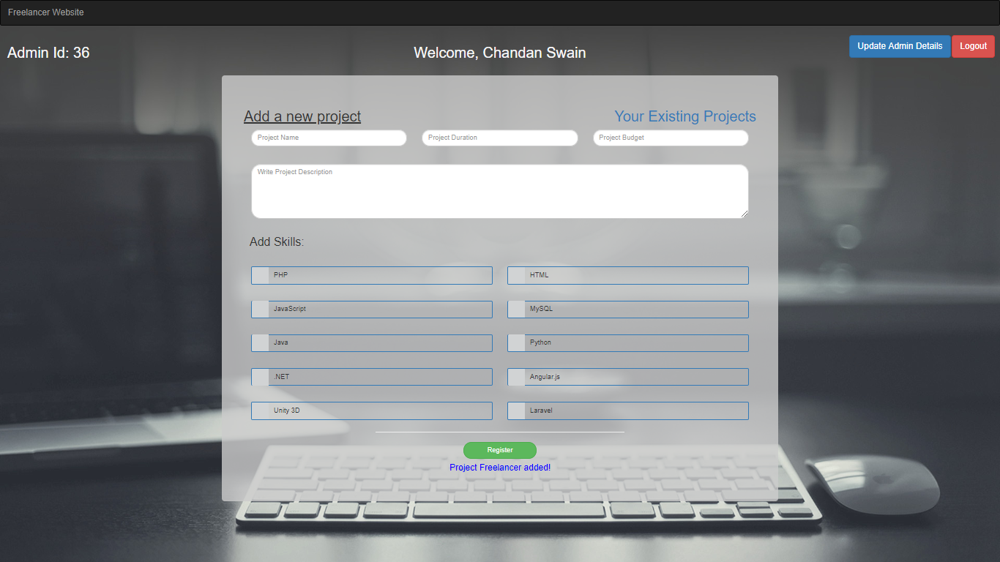 Freelancer Website
Admin Id: 36
Welcome, Chandan Swain
Update Admin Details
Logout
Add a new project
Your Existing Projects
Project Name
Project Duration
Project Budget
Write Project Description
Add Skills:
PHP
HTML
JavaScript
MySQL
Java
Python
.NET
Angular.js
Unity 3D
Laravel
Register
Project Freelancer added!